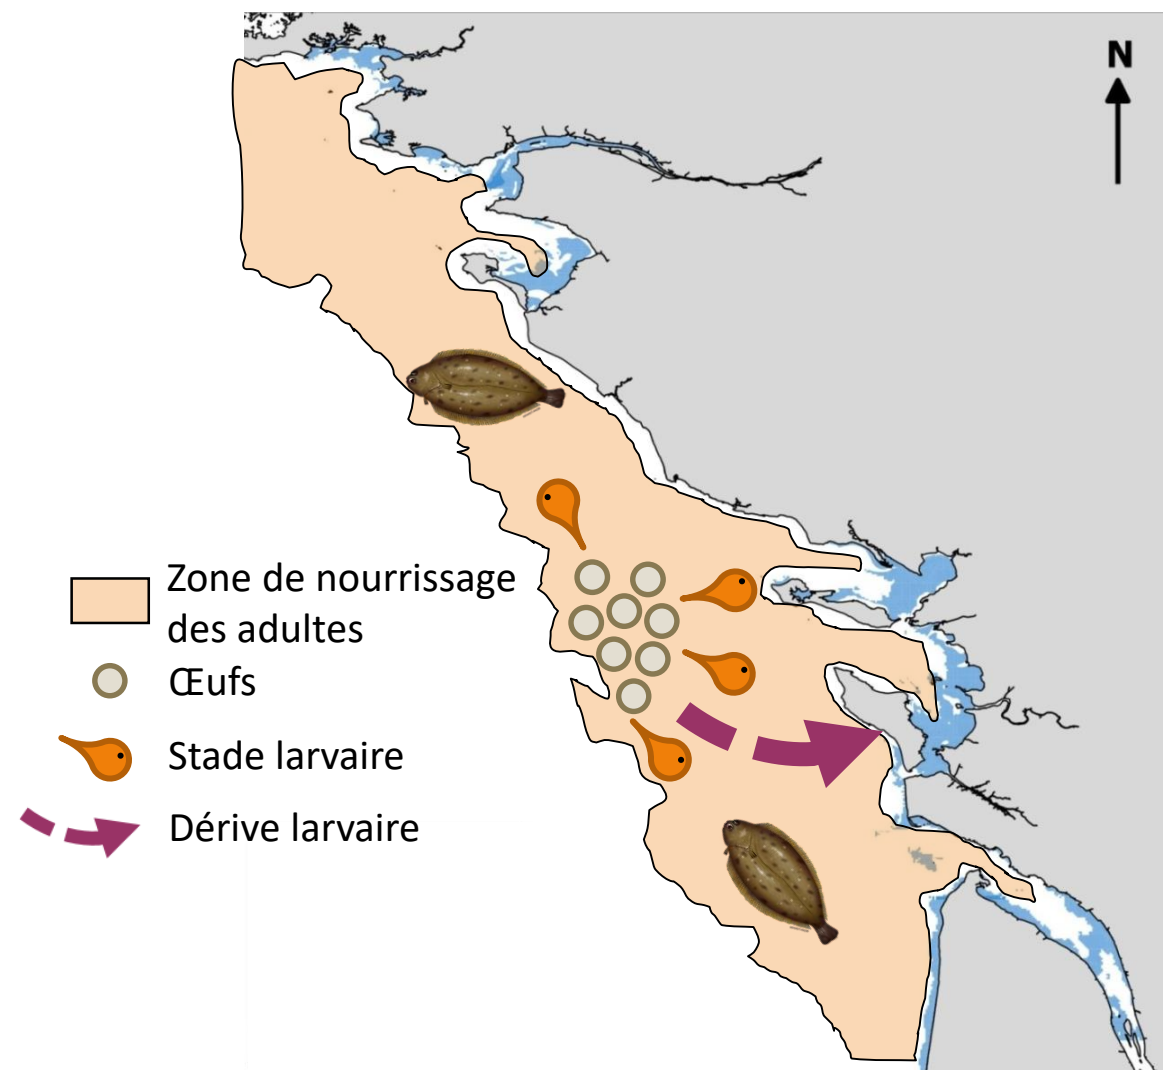 N
Zone de nourrissage
des adultes
Œufs
Stade larvaire
Dérive larvaire